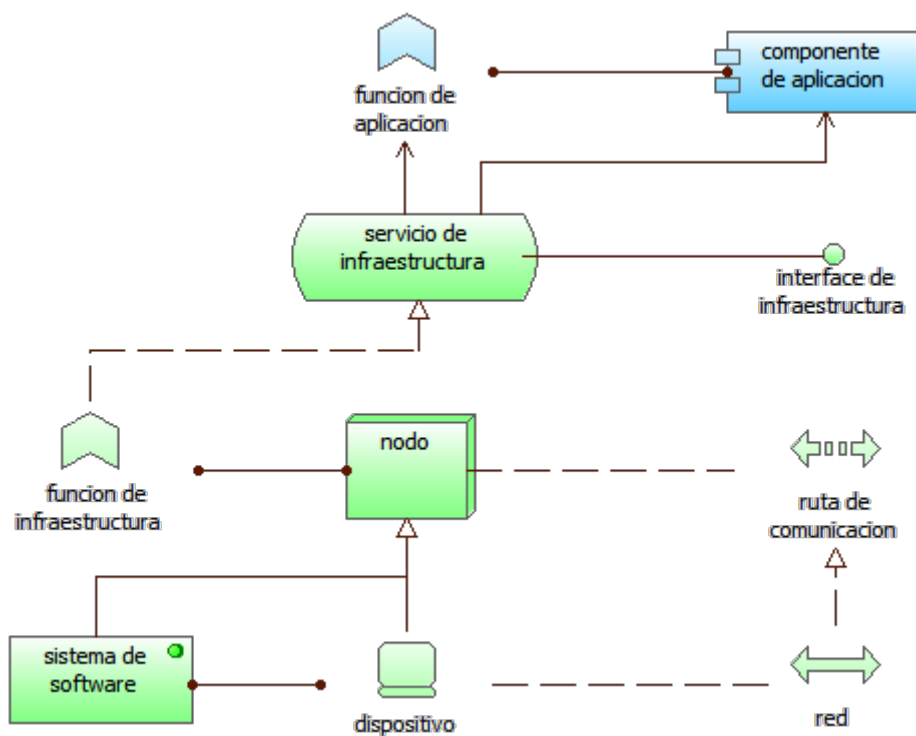 componente
de aplicacion
funcion de
aplicacion
servicio de
infraestructura
interface de
infraestructura
nodo
funcion de
infraestructura
ruta de
comunicacion
sistema de
software
dispositivo
red